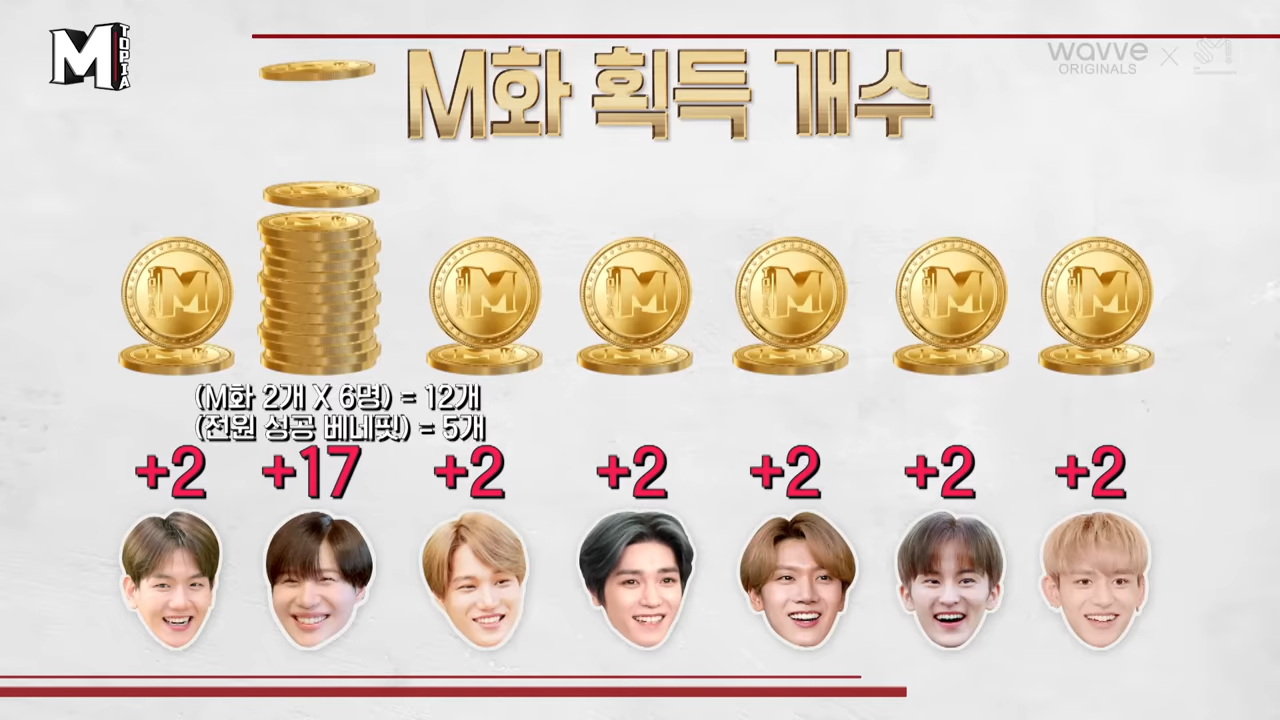 M TOPIA
M화 획득 개수
wavve
ORIGINALS
X
(M화 2개 X 6명) = 12개
(전원 성공 베네핏) = 5개
+2 +17 +2 +2 +2 +2 +2